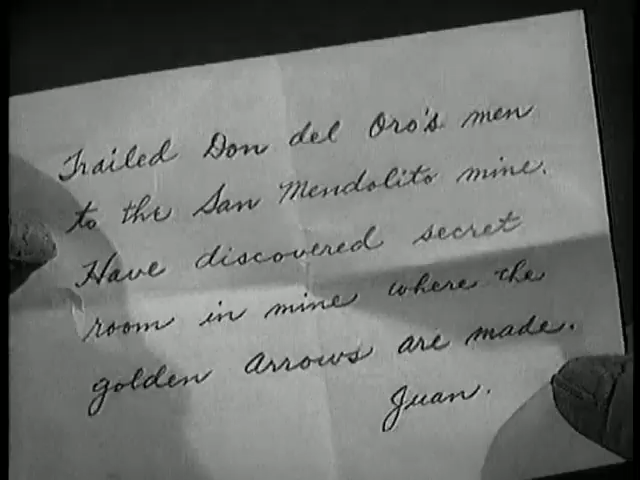 Trailed Don del Oro's men
to the San Mendolito mine.
Have discovered secret
room in mine where the
golden arrows are made.
Juan.